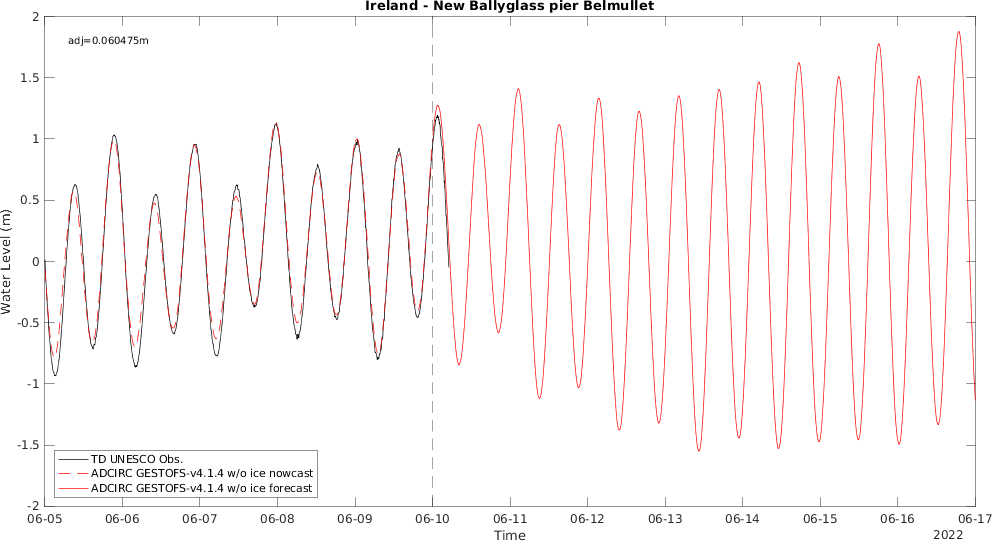 Ireland - New Ballyglass pier Belmullet
adj=0.060475m
2
1.5
1
0.5
0
-0.5
-1
-1.5
-2
Water Level (m)
TD UNESCO Obs.
ADCIRC GESTOFS-v4.1.4 w/o ice nowcast
ADCIRC GESTOFS-v4.1.4 w/o ice forecast
06-05 06-06 06-07 06-08 06-09 06-10 06-11 06-12 06-13 06-14 06-15 06-16 06-17
Time
2022